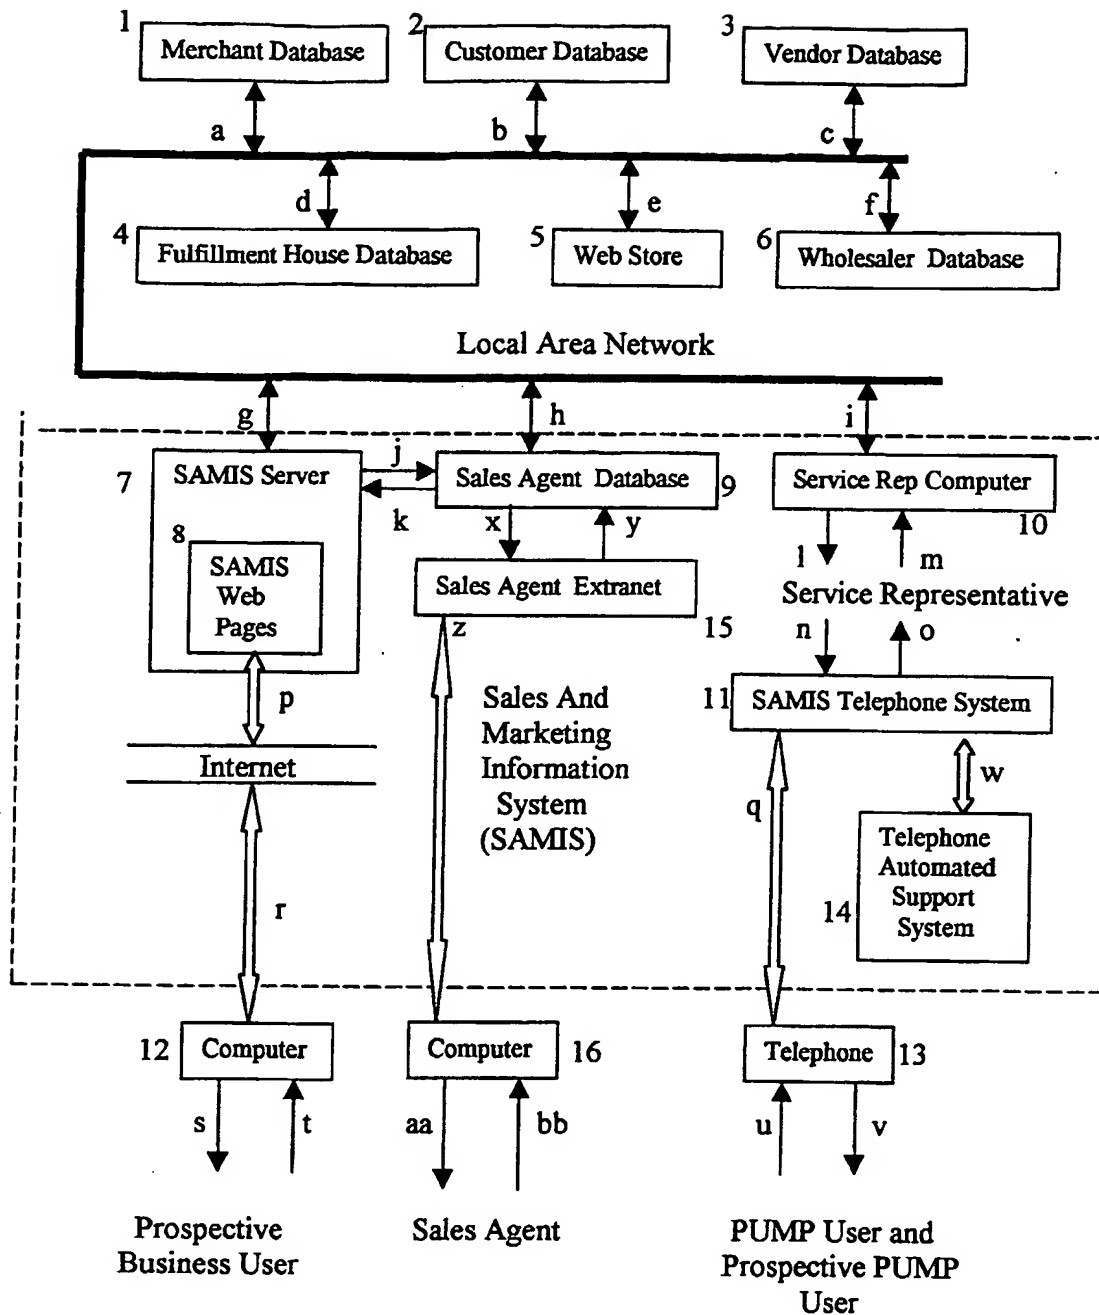 1 Merchant Database
2 Customer Database
3 Vendor Database
a
b
c
d
e
f
4 Fulfillment House Database
5 Web Store
6 Wholesaler Database
Local Area Network
g
h
i
7 SAMIS Server
j
k
Sales Agent Database 9
Service Rep Computer
10
8
SAMIS
Web
Pages
x
y
l
m
Sales Agent Extranet
15
Service Representative
z
n
o
p
Sales And
Marketing
Information
System
(SAMIS)
11 SAMIS Telephone System
Internet
q
w
Telephone
Automated
Support
System
14
r
12 Computer
Computer 16
Telephone 13
s
t
aa
bb
u
v
Prospective
Business User
Sales Agent
PUMP User and
Prospective PUMP
User